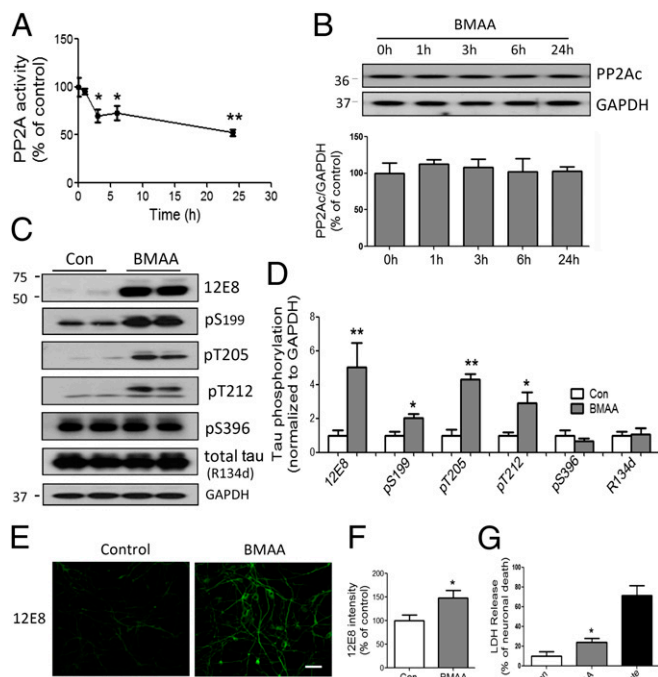 A
PP2A activity
(% of control)
150
100
50
0
0 5 10 15 20 25 30
Time (h)
*
*
**
B
BMAA
0h 1h 3h 6h 24h
36
PP2Ac
37
GAPDH
PP2Ac/GAPDH
(% of control)
150
100
50
0
0h 1h 3h 6h 24h
C
Con BMAA
75
50
12E8
pS199
pT205
pT212
pS396
total tau
(R134d)
37
GAPDH
D
Tau phosphorylation
(normalized to GAPDH)
8
6
4
2
0
**
*
**
*
Con
BMAA
12E8 pS199 pT205 pT212 pS396 R134d
E
Control BMAA
12E8
F
12E8 intensity
(% of control)
200
150
100
50
0
*
Con BMAA
G
LDH Release
(% of neuronal death)
100
80
60
40
20
0
*